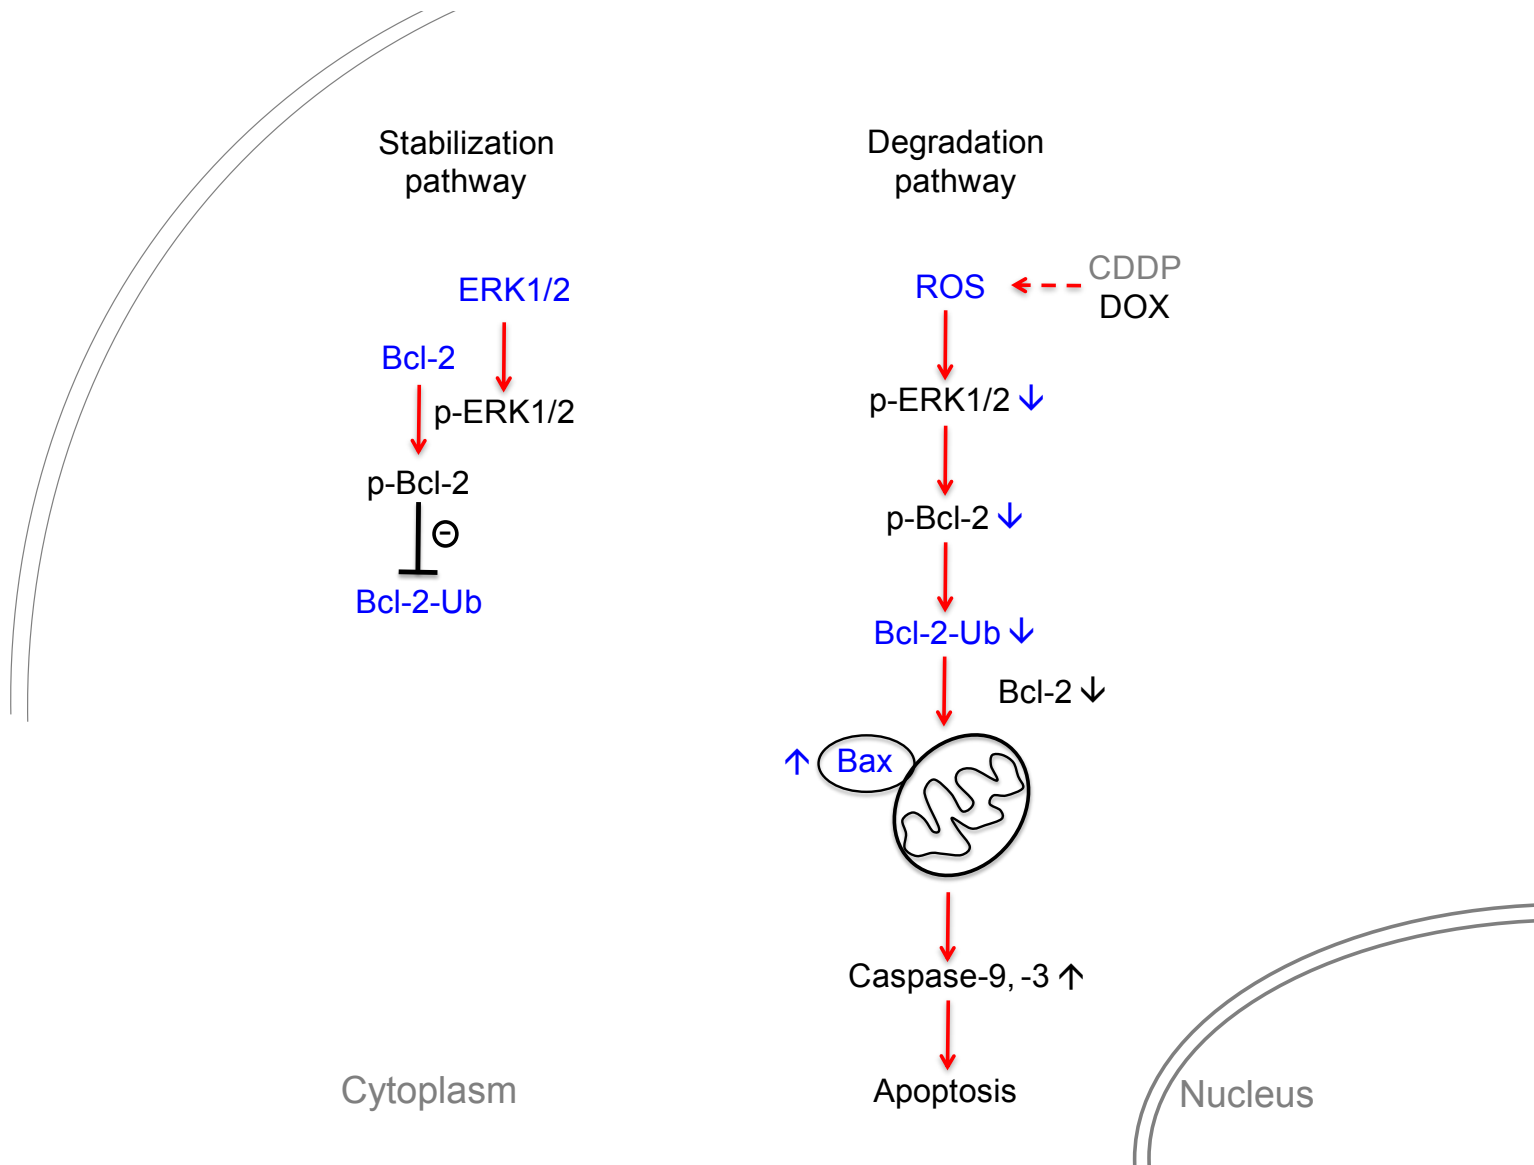 Stabilization
pathway
ERK1/2
Bcl-2
p-ERK1/2
p-Bcl-2
Bcl-2-Ub
Degradation
pathway
ROS
CDDP
DOX
p-ERK1/2 ↓
p-Bcl-2 ↓
Bcl-2-Ub ↓
Bcl-2 ↓
↑ Bax
Caspase-9, -3 ↑
Apoptosis
Cytoplasm
Nucleus